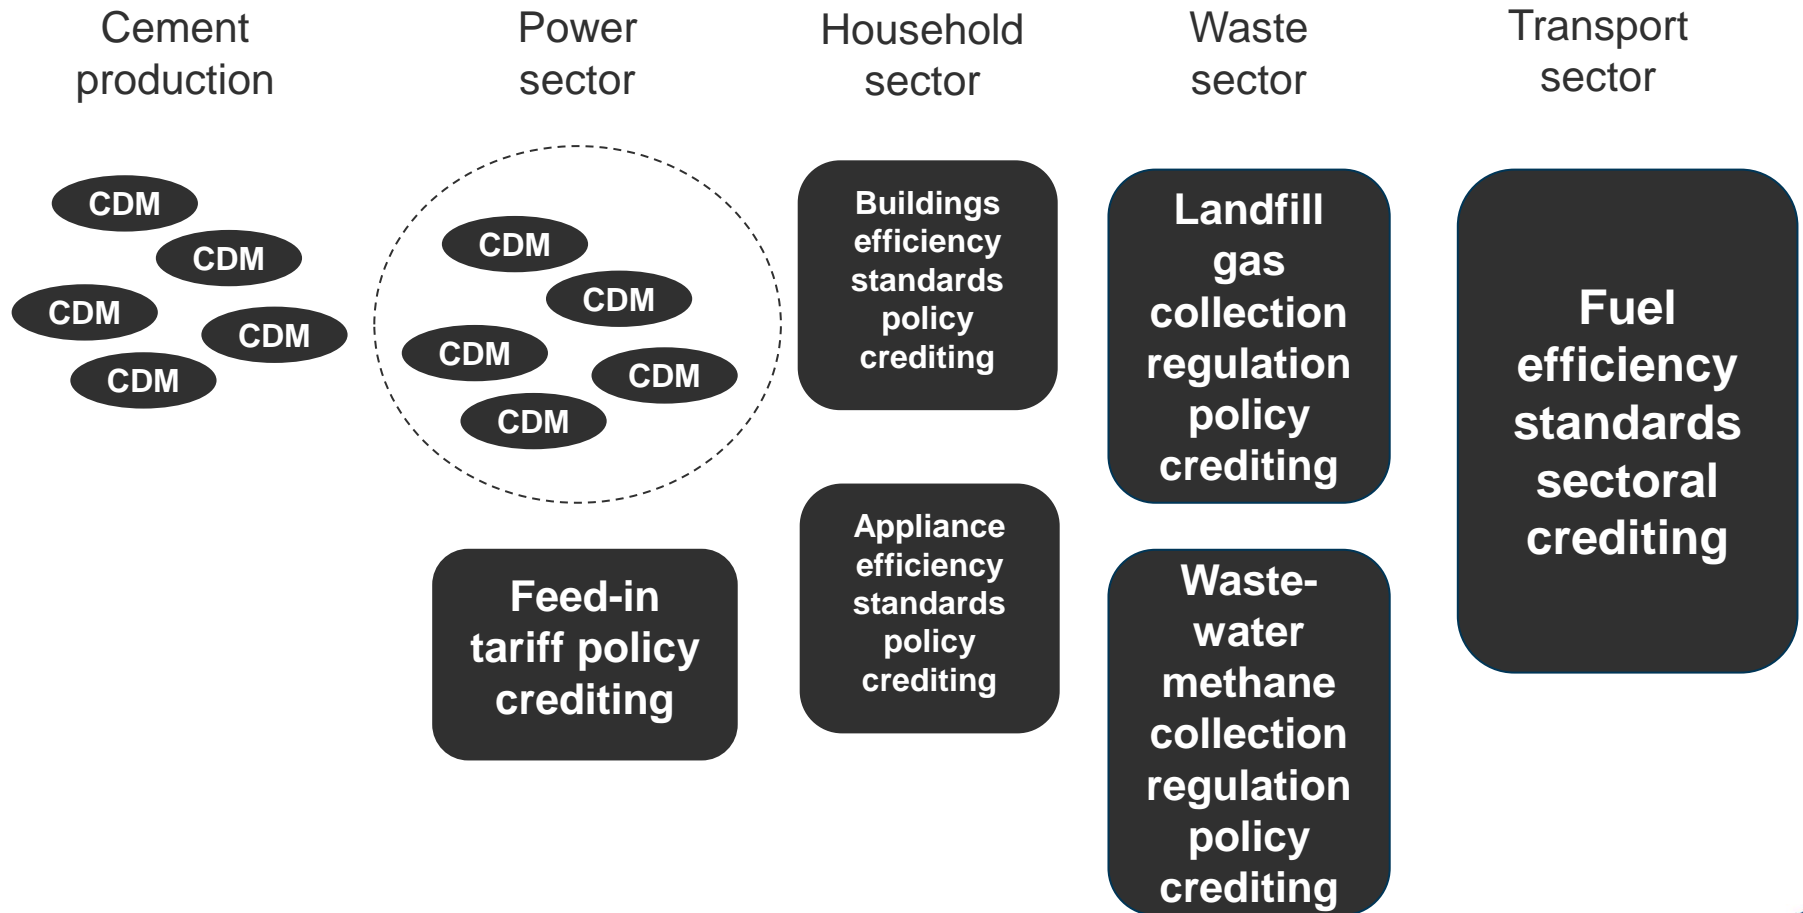 Cement
production
Power
sector
Household
sector
Waste
sector
Transport
sector
CDM
CDM
CDM
CDM
CDM
CDM
CDM
CDM
CDM
CDM
Feed-in
tariff policy
crediting
Buildings
efficiency
standards
policy
crediting
Appliance
efficiency
standards
policy
crediting
Landfill
gas
collection
regulation
policy
crediting
Waste-
water
methane
collection
regulation
policy
crediting
Fuel
efficiency
standards
sectoral
crediting